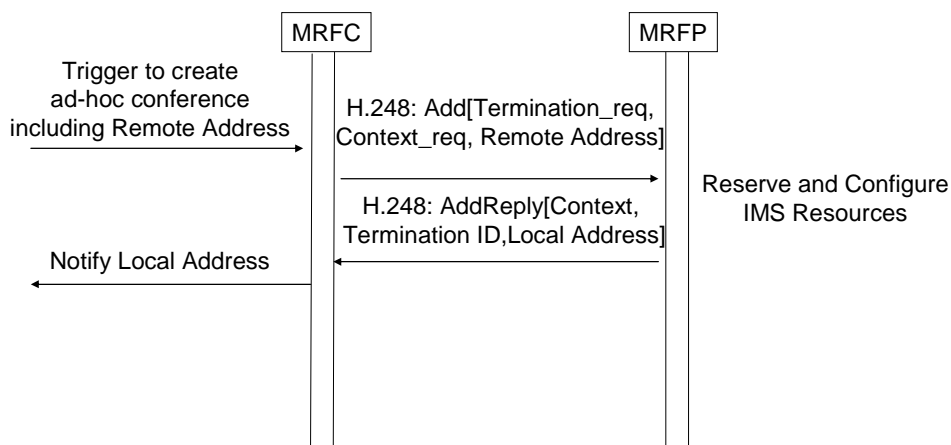 MRFC
MRFP
Trigger to create
ad-hoc conference
including Remote Address
H.248: Add[Termination_req,
Context_req, Remote Address]
Reserve and Configure
IMS Resources
H.248: AddReply[Context,
Termination ID,Local Address]
Notify Local Address